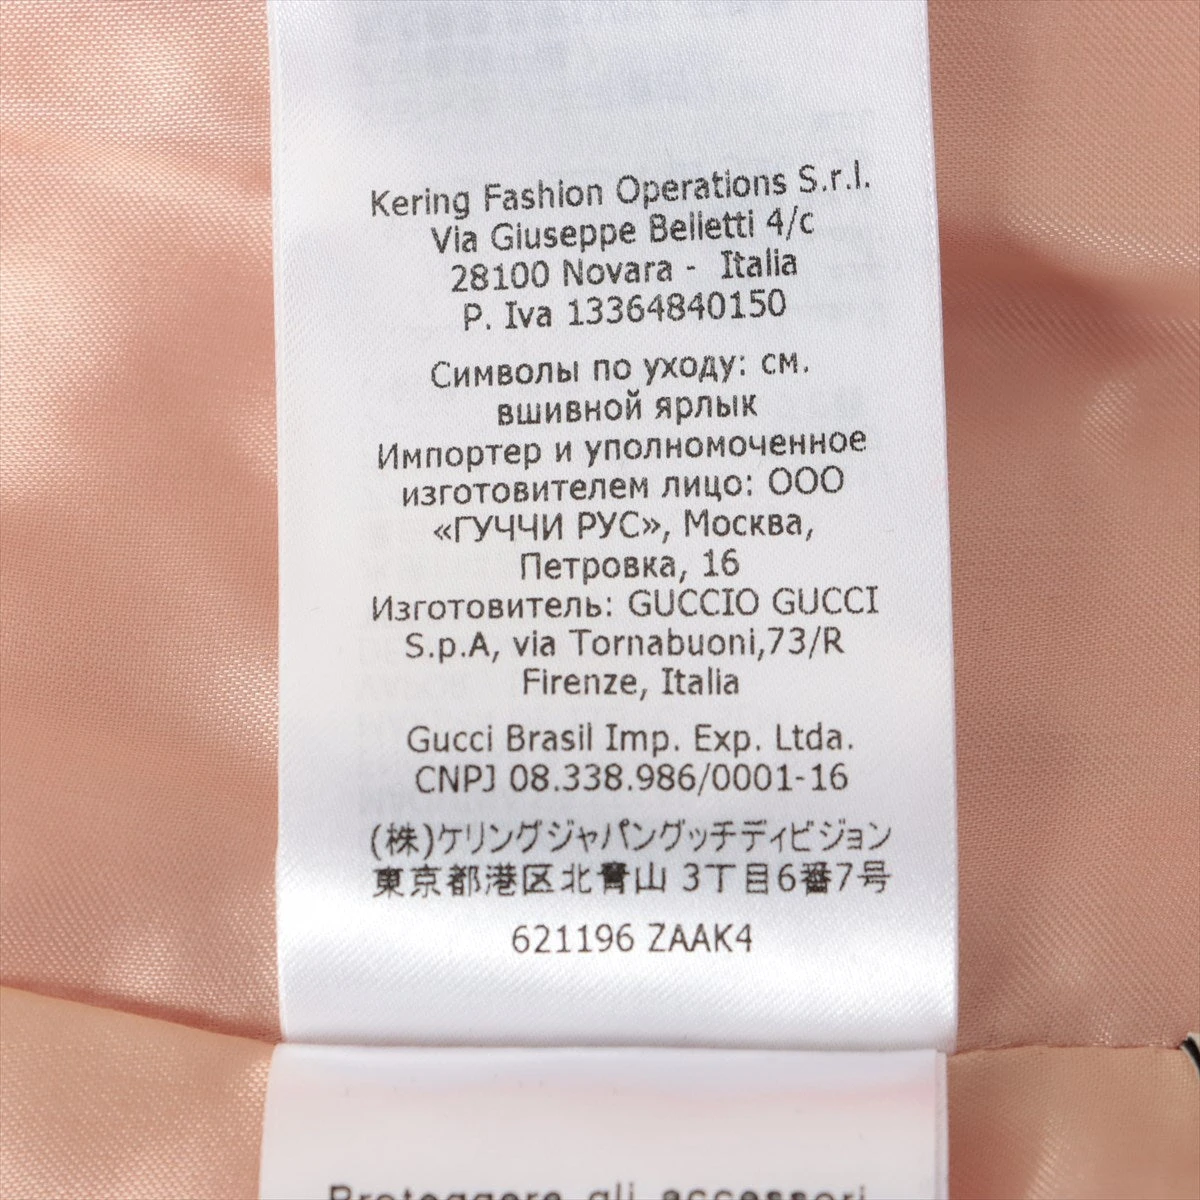 Kering Fashion Operations S.r.l.
Via Giuseppe Belletti 4/c
28100 Novara - Italia
P. Iva 13364840150
Символы по уходу: см.
вшивной ярлык
Импортер и уполномоченное
изготовителем лицо: ООО
«ГУЧЧИ РУС», Москва,
Петровка, 16
Изготовитель: GUCCIO GUCCI
S.p.A, via Tornabuoni,73/R
Firenze, Italia
Gucci Brasil Imp. Exp. Ltda.
CNPJ 08.338.986/0001-16
(株)ケリングジャパングッチディビジョン
東京都港区北青山 3丁目6番7号
621196 ZAAK4
Proteggere gli accessori